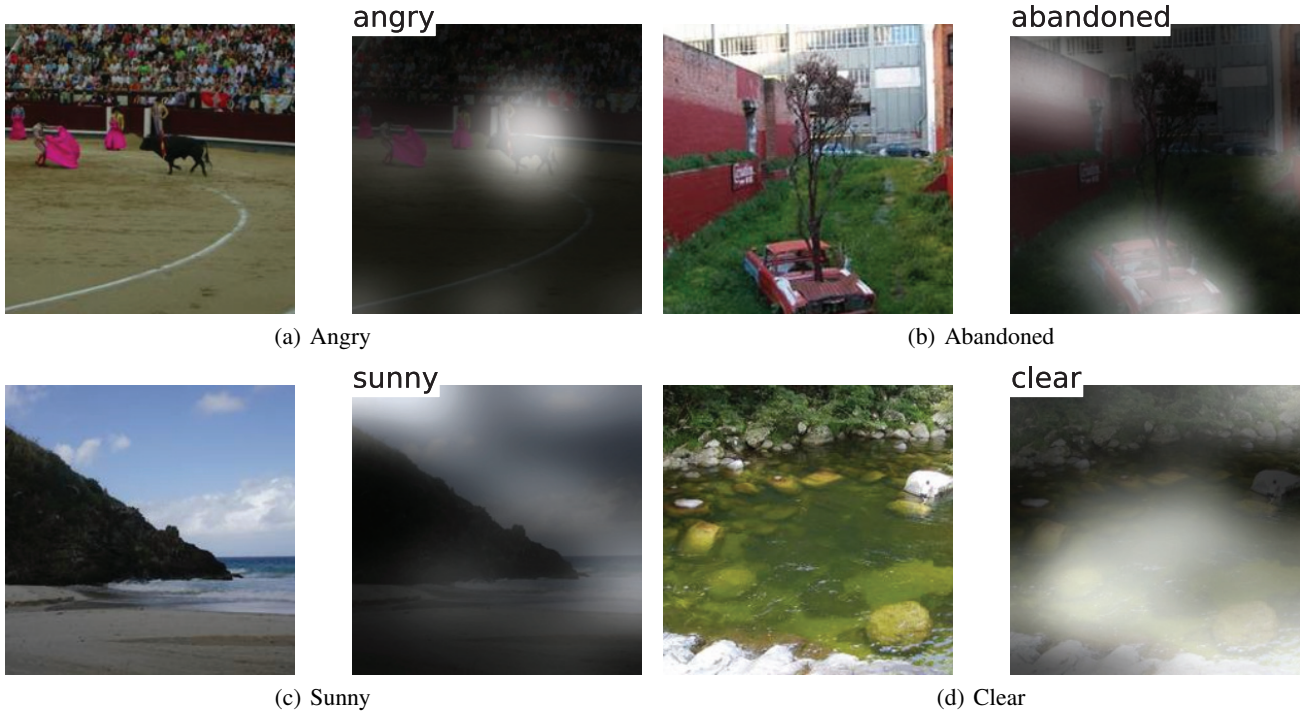 angry
abandoned
(a) Angry
(b) Abandoned
sunny
clear
(c) Sunny
(d) Clear